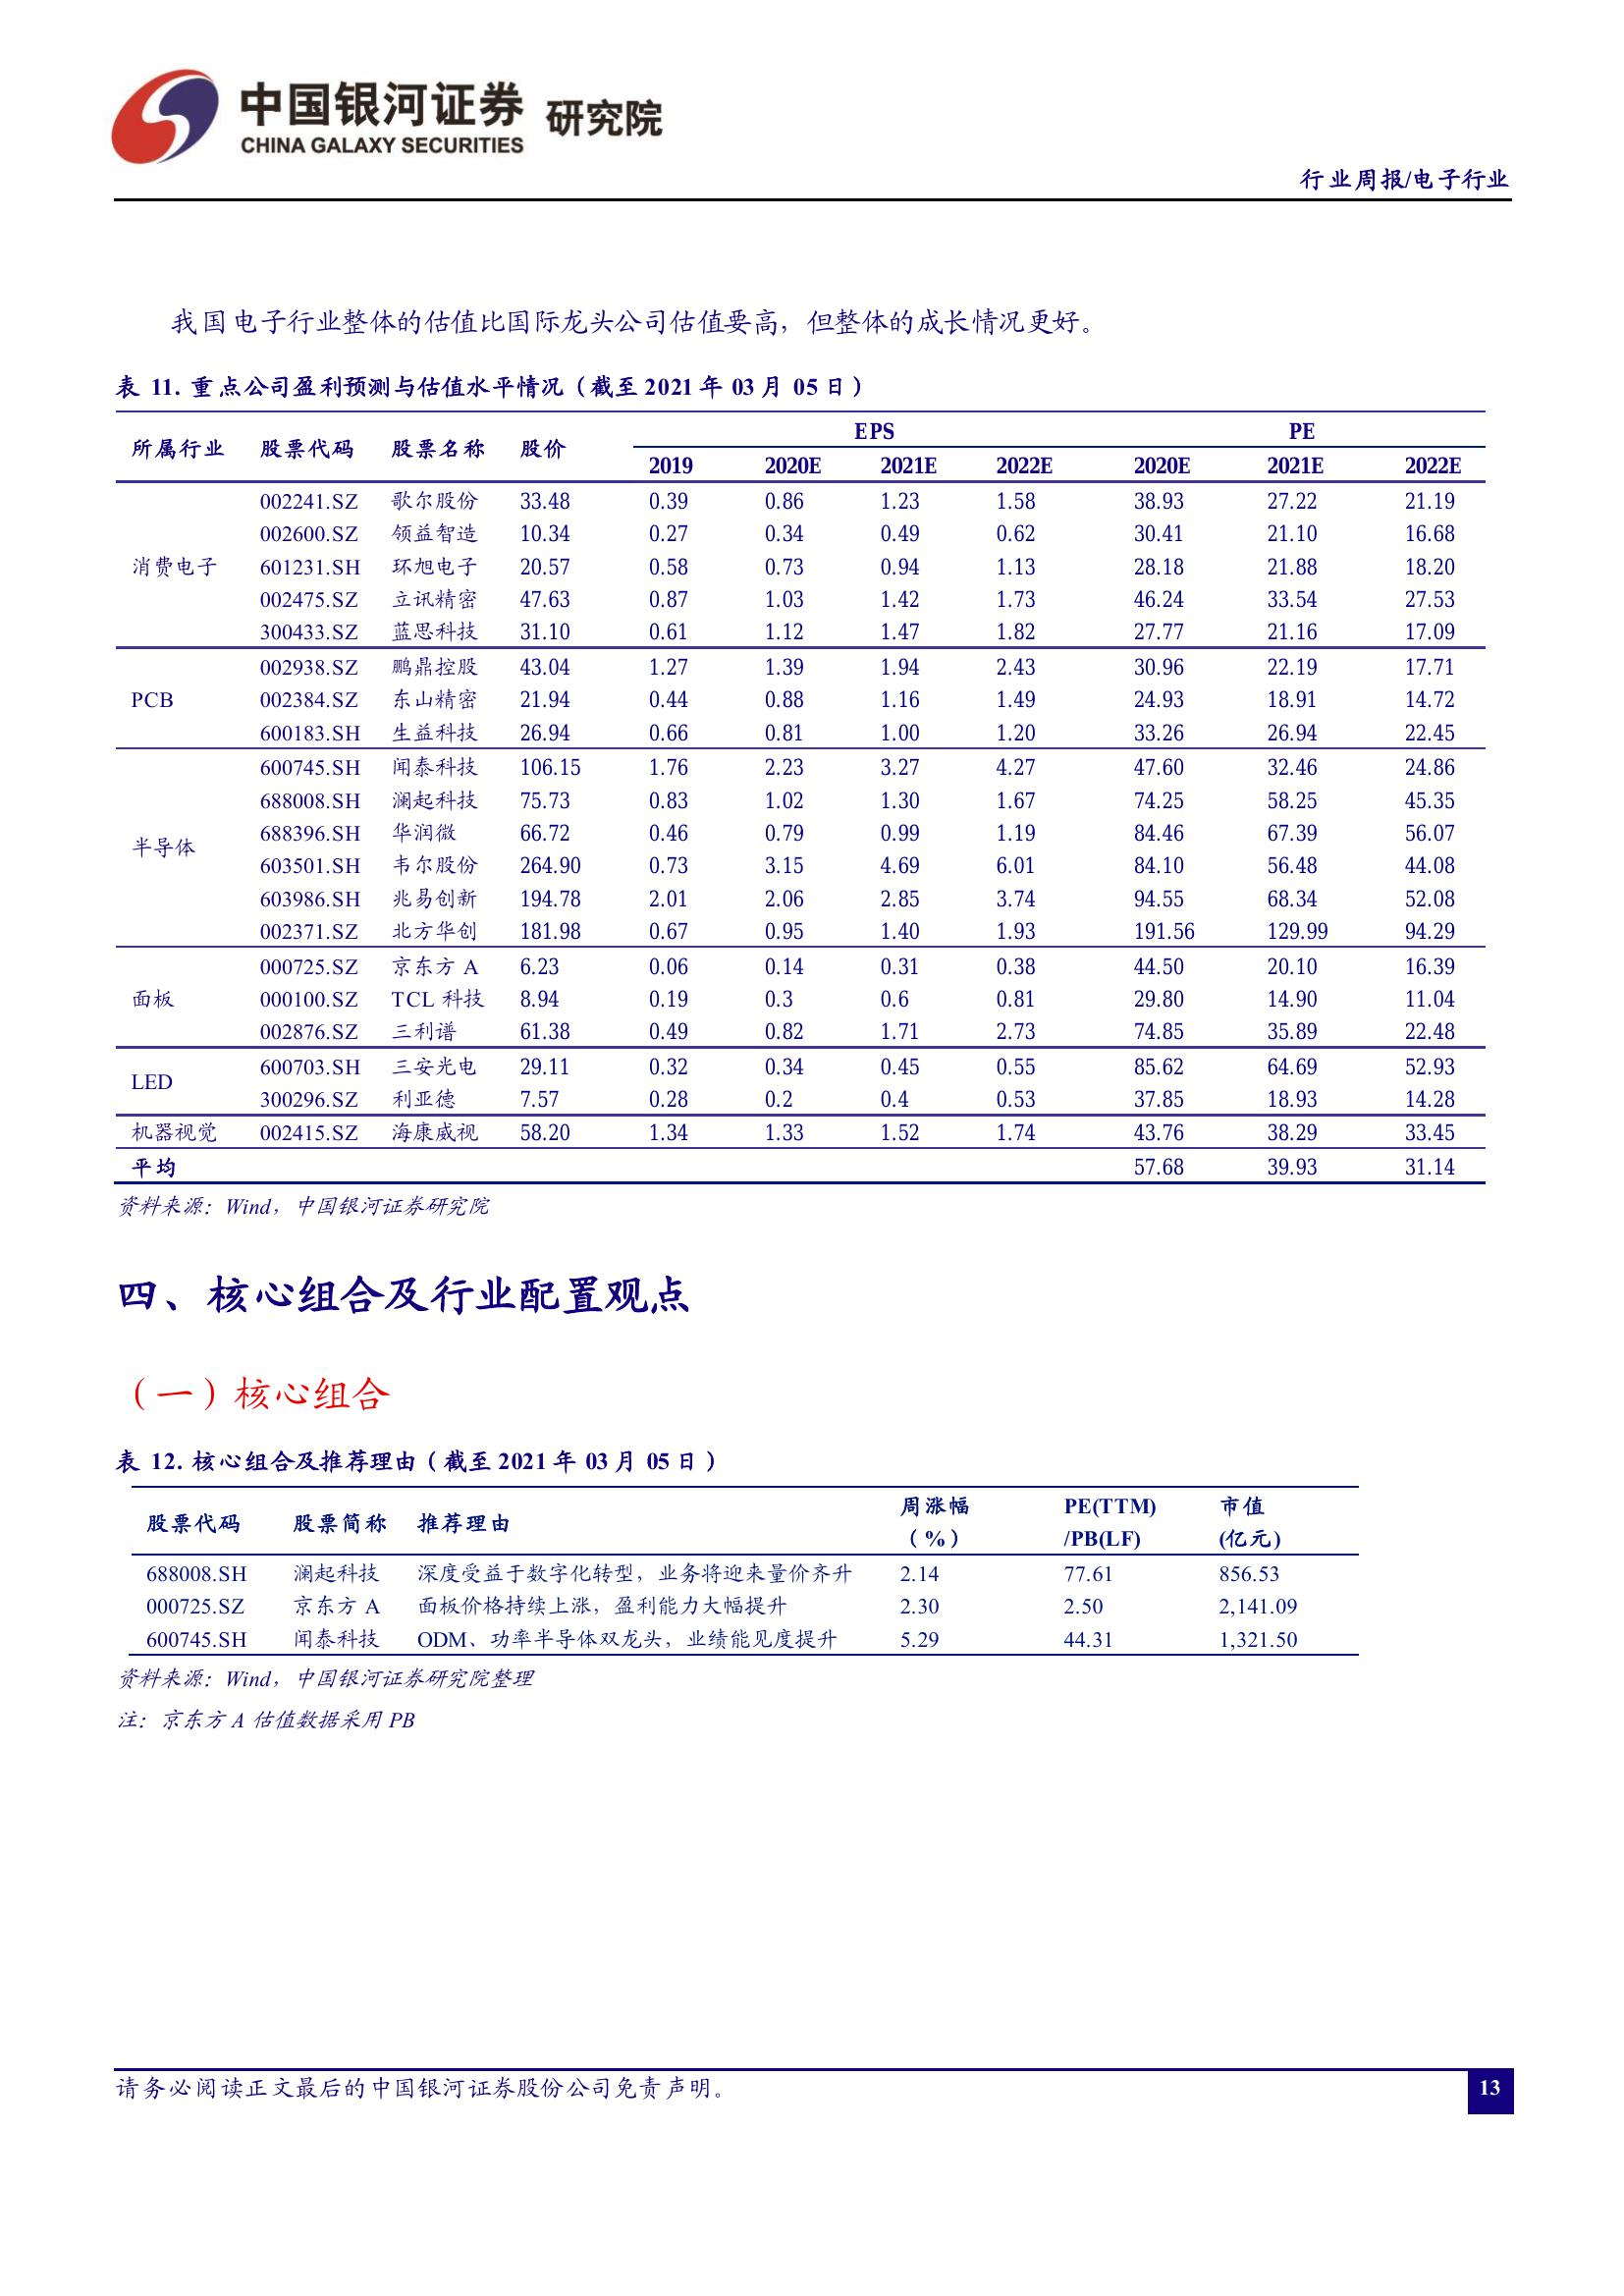 中国银河证券 研究院
CHINA GALAXY SECURITIES
行业周报/电子行业
我国电子行业整体的估值比国际龙头公司估值要高，但整体的成长情况更好。
表 11. 重点公司盈利预测与估值水平情况（截至 2021 年 03 月 05 日）
所属行业 股票代码 股票名称 股价 EPS PE
2019 2020E 2021E 2022E 2020E 2021E 2022E
002241.SZ 歌尔股份 33.48 0.39 0.86 1.23 1.58 38.93 27.22 21.19
002600.SZ 领益智造 10.34 0.27 0.34 0.49 0.62 30.41 21.10 16.68
消费电子 601231.SH 环旭电子 20.57 0.58 0.73 0.94 1.13 28.18 21.88 18.20
002475.SZ 立讯精密 47.63 0.87 1.03 1.42 1.73 46.24 33.54 27.53
300433.SZ 蓝思科技 31.10 0.61 1.12 1.47 1.82 27.77 21.16 17.09
002938.SZ 鹏鼎控股 43.04 1.27 1.39 1.94 2.43 30.96 22.19 17.71
PCB 002384.SZ 东山精密 21.94 0.44 0.88 1.16 1.49 24.93 18.91 14.72
600183.SH 生益科技 26.94 0.66 0.81 1.00 1.20 33.26 26.94 22.45
600745.SH 闻泰科技 106.15 1.76 2.23 3.27 4.27 47.60 32.46 24.86
688008.SH 澜起科技 75.73 0.83 1.02 1.30 1.67 74.25 58.25 45.35
半导体 688396.SH 华润微 66.72 0.46 0.79 0.99 1.19 84.46 67.39 56.07
603501.SH 韦尔股份 264.90 0.73 3.15 4.69 6.01 84.10 56.48 44.08
603986.SH 兆易创新 194.78 2.01 2.06 2.85 3.74 94.55 68.34 52.08
002371.SZ 北方华创 181.98 0.67 0.95 1.40 1.93 191.56 129.99 94.29
000725.SZ 京东方 A 6.23 0.06 0.14 0.31 0.38 44.50 20.10 16.39
面板 000100.SZ TCL 科技 8.94 0.19 0.3 0.6 0.81 29.80 14.90 11.04
002876.SZ 三利谱 61.38 0.49 0.82 1.71 2.73 74.85 35.89 22.48
LED 600703.SH 三安光电 29.11 0.32 0.34 0.45 0.55 85.62 64.69 52.93
300296.SZ 利亚德 7.57 0.28 0.2 0.4 0.53 37.85 18.93 14.28
机器视觉 002415.SZ 海康威视 58.20 1.34 1.33 1.52 1.74 43.76 38.29 33.45
平均 57.68 39.93 31.14
资料来源：Wind，中国银河证券研究院
四、核心组合及行业配置观点
（一）核心组合
表 12. 核心组合及推荐理由（截至 2021 年 03 月 05 日）
股票代码 股票简称 推荐理由 周涨幅 PE(TTM) 市值
（%） /PB(LF) (亿元)
688008.SH 澜起科技 深度受益于数字化转型，业务将迎来量价齐升 2.14 77.61 856.53
000725.SZ 京东方 A 面板价格持续上涨，盈利能力大幅提升 2.30 2.50 2,141.09
600745.SH 闻泰科技 ODM、功率半导体双龙头，业绩能见度提升 5.29 44.31 1,321.50
资料来源：Wind，中国银河证券研究院整理
注：京东方 A 估值数据采用 PB
请务必阅读正文最后的中国银河证券股份公司免责声明。
13